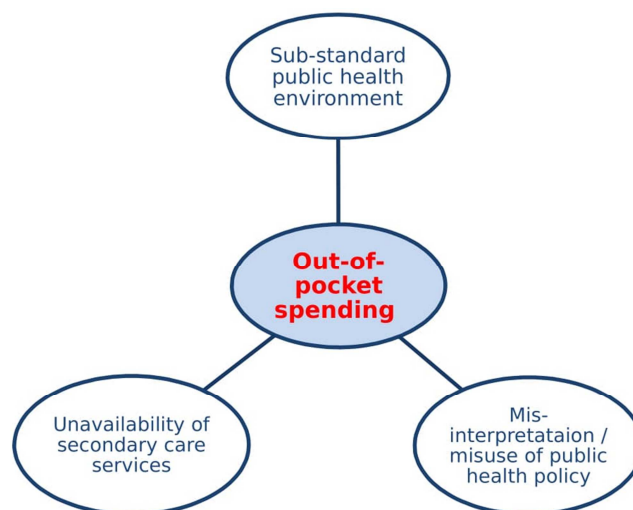 Sub-standard
public health
environment
Out-of-
pocket
spending
Unavailability of
secondary care
services
Mis-
interpretataion /
misuse of public
health policy